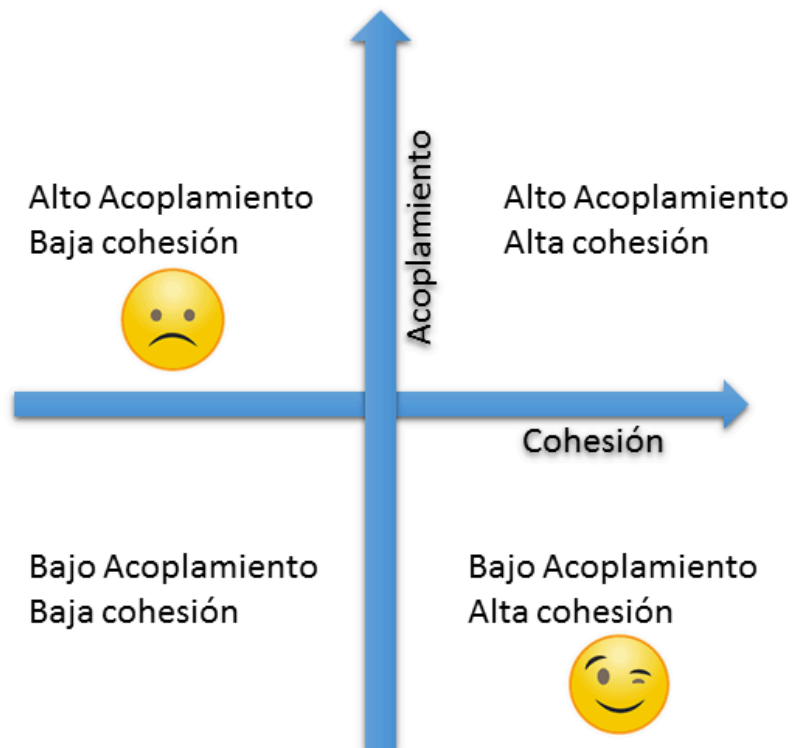 Alto Acoplamiento
Baja cohesión
Acoplamiento
Alto Acoplamiento
Alta cohesión
Cohesión
Bajo Acoplamiento
Baja cohesión
Bajo Acoplamiento
Alta cohesión